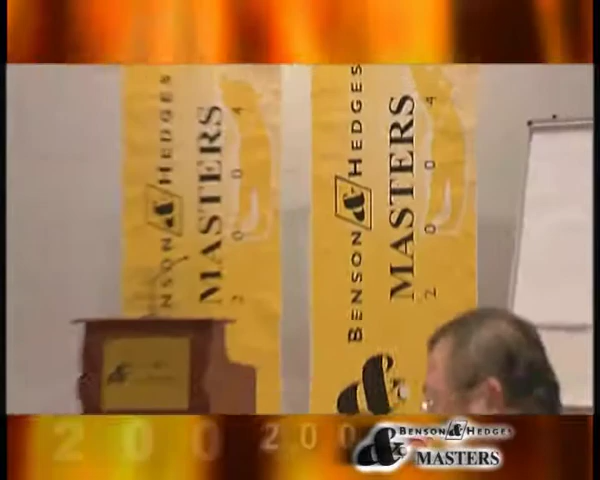 BENSON & HEDGES
MASTERS
2004
BENSON & HEDGES
MASTERS
2004
&
&
200
200
BENSON & HEDGES
& MASTERS